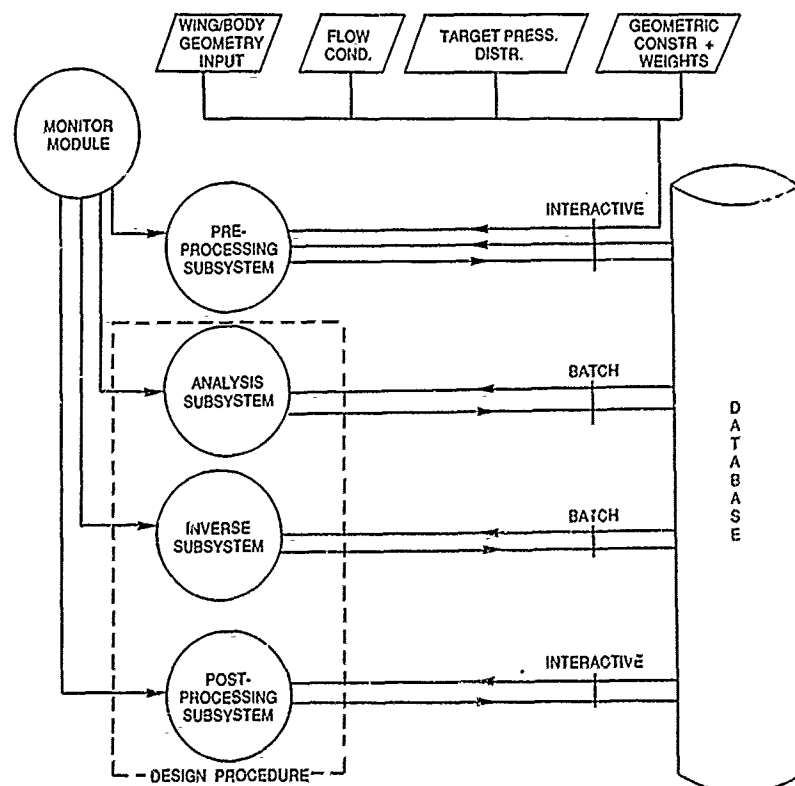 WING/BODY
GEOMETRY
INPUT
FLOW
COND.
TARGET PRESS.
DISTR.
GEOMETRIC
CONSTR +
WEIGHTS
MONITOR
MODULE
PRE-
PROCESSING
SUBSYSTEM
INTERACTIVE
ANALYSIS
SUBSYSTEM
BATCH
DATABASE
INVERSE
SUBSYSTEM
BATCH
POST-
PROCESSING
SUBSYSTEM
INTERACTIVE
DESIGN PROCEDURE